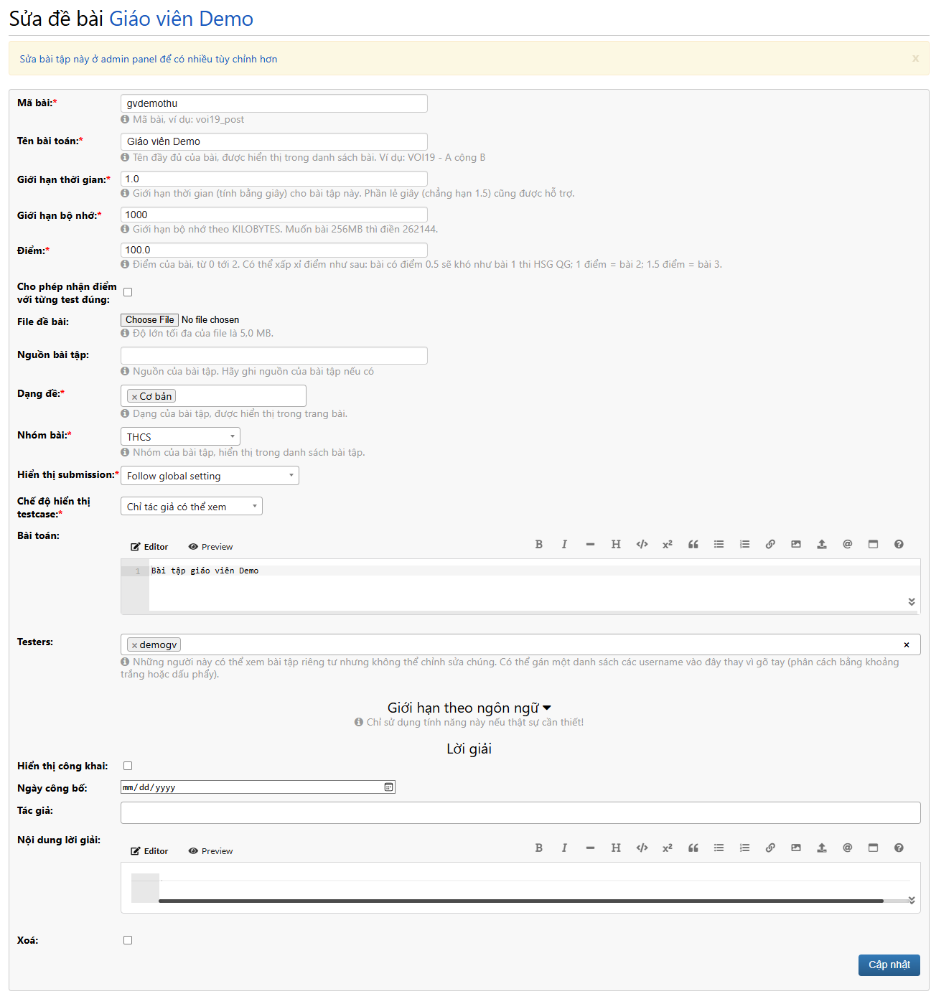 Sửa đề bài Giáo viên Demo
Sửa bài tập này ở admin panel để có nhiều tùy chỉnh hơn
x
Mã bài:*
gvdemothu
Mã bài, ví dụ: voi19_post
Tên bài toán:*
Giáo viên Demo
Tên đầy đủ của bài, được hiển thị trong danh sách bài. Ví dụ: VOI19 - A cộng B
Giới hạn thời gian:*
1.0
Giới hạn thời gian (tính bằng giây) cho bài tập này. Phần lẻ giây (chẳng hạn 1.5) cũng được hỗ trợ.
Giới hạn bộ nhớ:*
1000
Giới hạn bộ nhớ theo KILOBYTES. Muốn bài 256MB thì điền 262144.
Điểm:*
100.0
Điểm của bài, từ 0 tới 2. Có thể xấp xỉ điểm như sau: bài có điểm 0.5 sẽ khó như bài 1 thi HSG QG; 1 điểm = bài 2; 1.5 điểm = bài 3.
Cho phép nhận điểm
với từng test đúng:
File đề bài:
Choose File No file chosen
Độ lớn tối đa của file là 5,0 MB.
Nguồn bài tập:
Nguồn của bài tập. Hãy ghi nguồn của bài tập nếu có
Dạng đề:*
× Cơ bản
Dạng của bài tập, được hiển thị trong trang bài.
Nhóm bài:*
THCS
Nhóm của bài tập, hiển thị trong danh sách bài tập.
Hiển thị submission:*
Follow global setting
Chế độ hiển thị
testcase:*
Chỉ tác giả có thể xem
Bài toán:
Editor Preview
1 Bài tập giáo viên Demo
Testers:
× demogv
×
Những người này có thể xem bài tập riêng tư nhưng không thể chỉnh sửa chúng. Có thể gán một danh sách các username vào đây thay vì gõ tay (phân cách bằng khoảng
trắng hoặc dấu phẩy).
Giới hạn theo ngôn ngữ
Chỉ sử dụng tính năng này nếu thật sự cần thiết!
Lời giải
Hiển thị công khai:
Ngày công bố:
mm/dd/yyyy
Tác giả:
Nội dung lời giải:
Editor Preview
Xoá:
Cập nhật